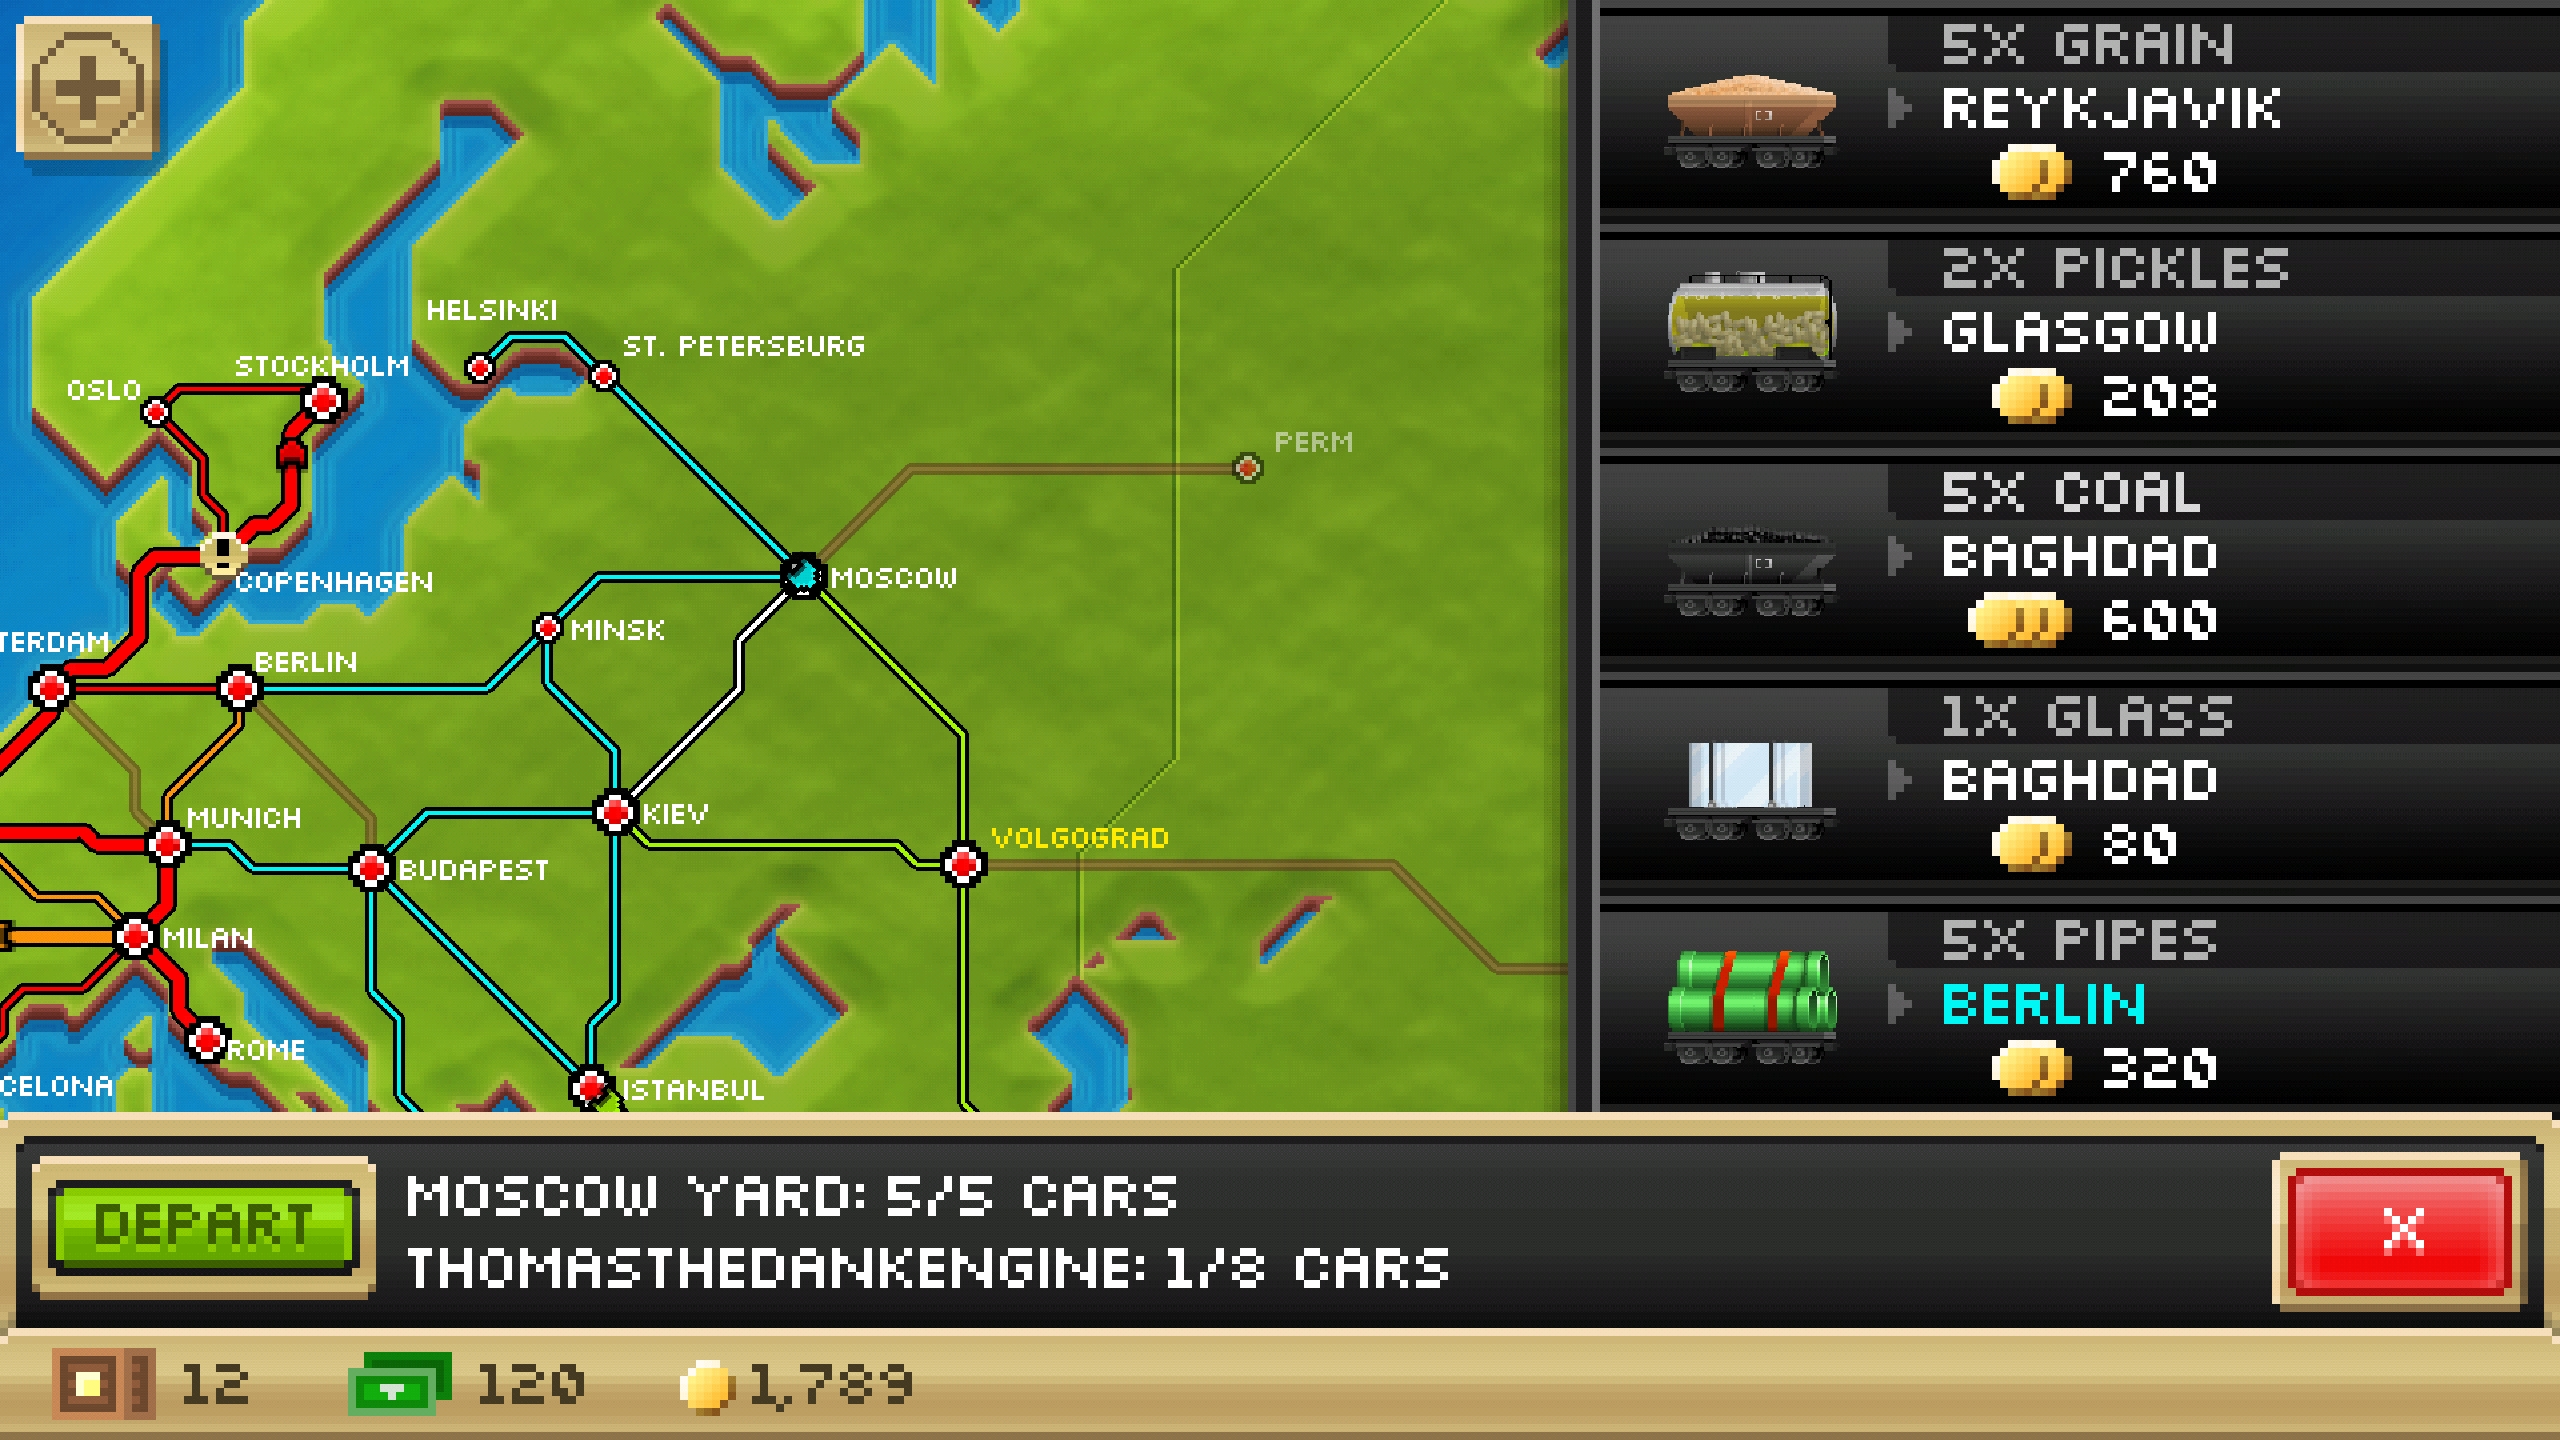 5X GRAIN
REYKJAVIK
760
2X PICKLES
GLASGOW
208
5X COAL
BAGHDAD
600
1X GLASS
BAGHDAD
80
5X PIPES
BERLIN
320
HELSINKI
ST. PETERSBURG
STOCKHOLM
OSLO
PERM
COPENHAGEN
MOSCOW
MINSK
TERDAM
BERLIN
MUNICH
KIEV
VOLGOGRAD
BUDAPEST
MILAN
ROME
CELONA
ISTANBUL
DEPART
MOSCOW YARD: 5/5 CARS
THOMASTHEDANKENGINE: 1/8 CARS
X
12
120
1,789